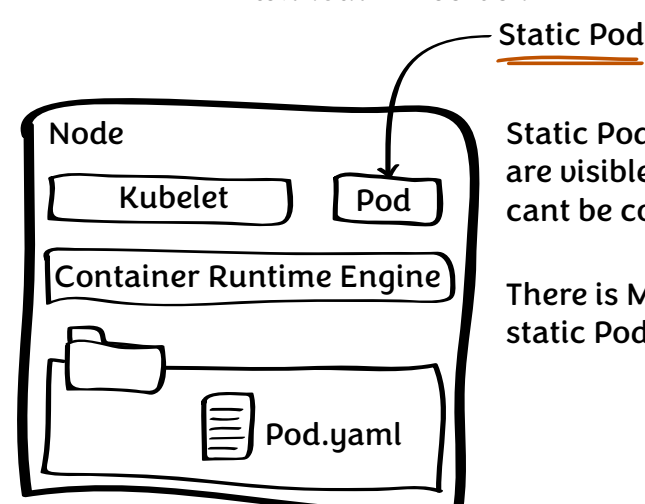 Static Pod
Node
Kubelet
Pod
Container Runtime Engine
Pod.yaml
Static Pod
are visible
cant be co
There is M
static Pod